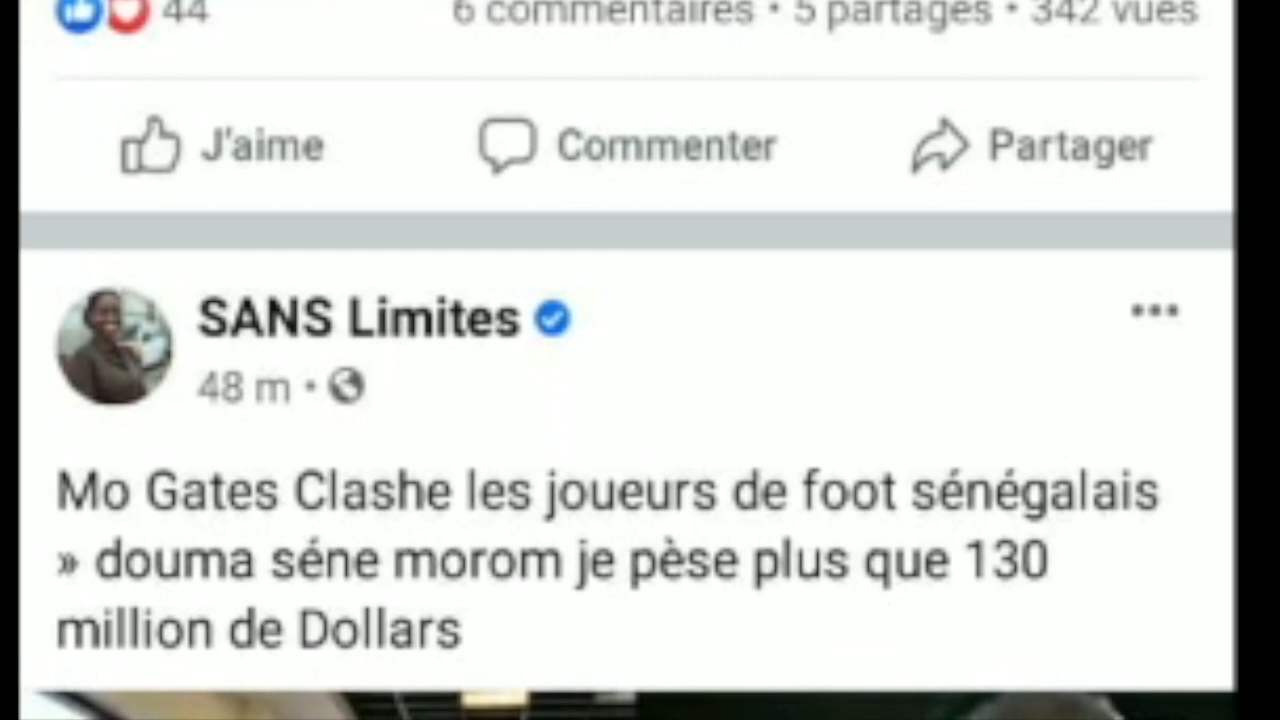 44 6 commentaires • 5 partages • 342 vues
J'aime Commenter Partager
SANS Limites
48 m •
Mo Gates Clashe les joueurs de foot sénégalais
» douma séne morom je pèse plus que 130
million de Dollars